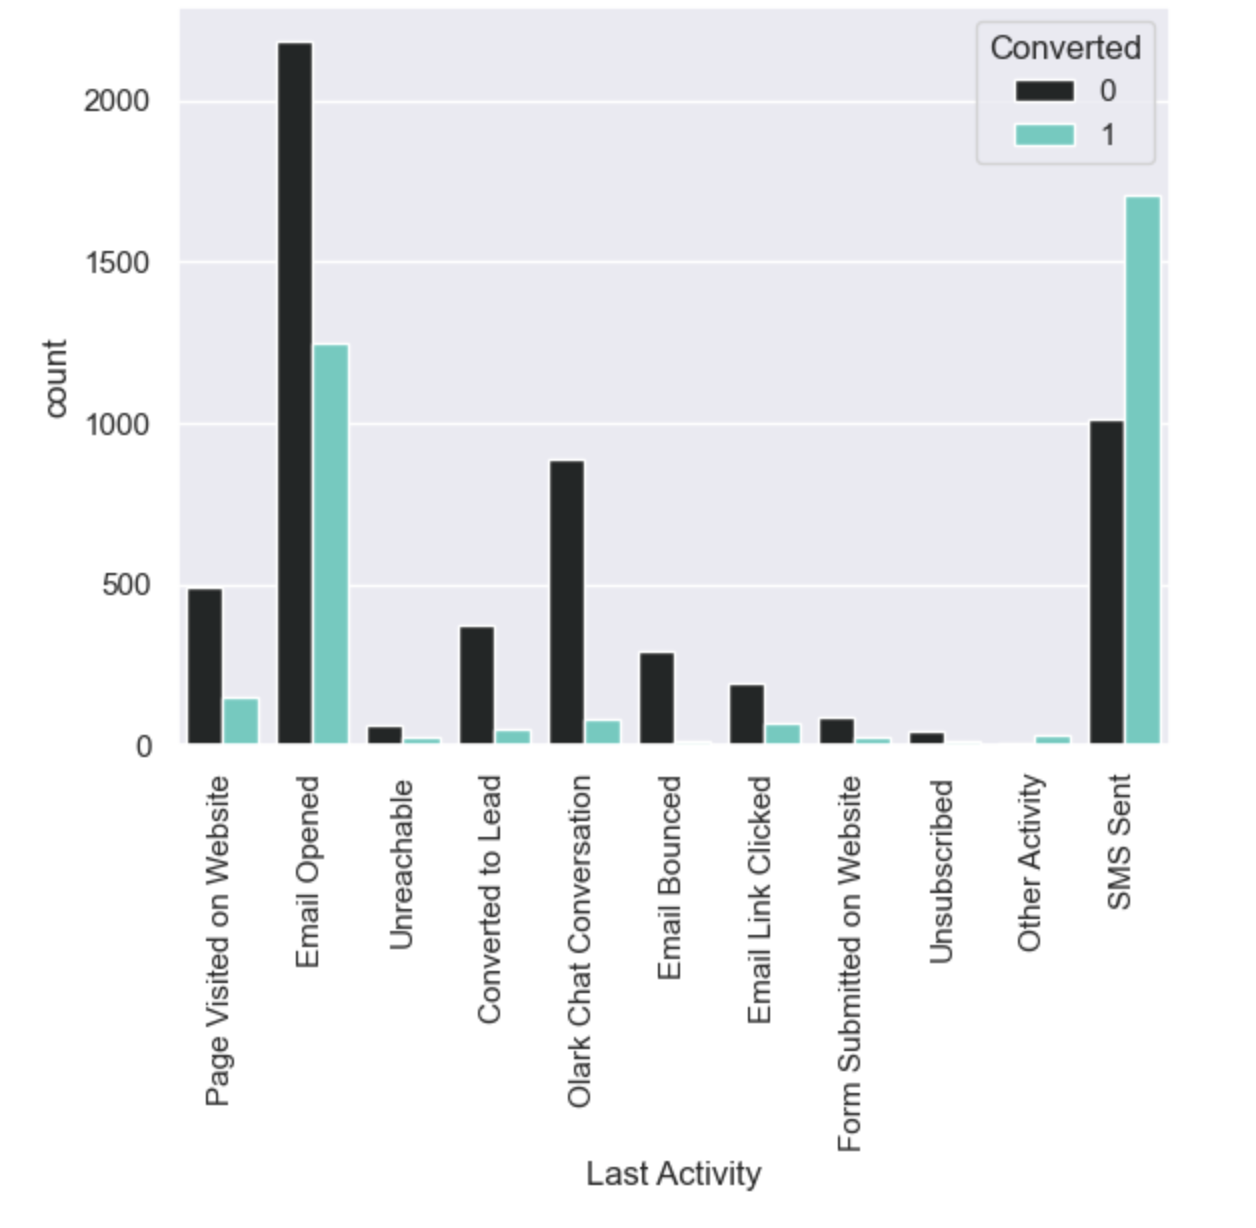 Converted
0
1
2000
1500
1000
500
0
count
Page Visited on Website
Email Opened
Unreachable
Converted to Lead
Olark Chat Conversation
Email Bounced
Email Link Clicked
Form Submitted on Website
Unsubscribed
Other Activity
SMS Sent
Last Activity